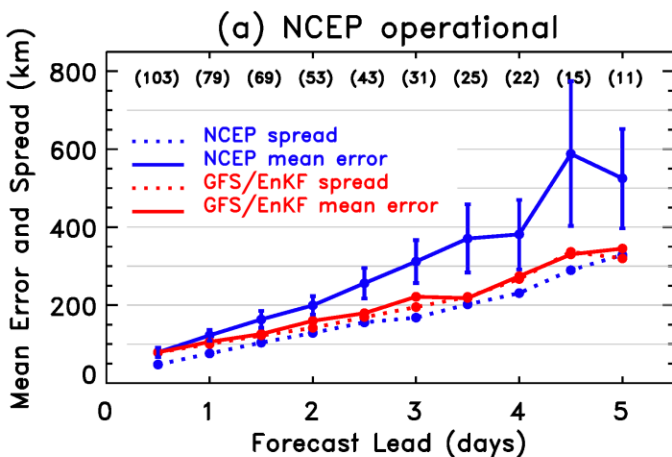 (a) NCEP operational
Mean Error and Spread (km)
800
600
400
200
0
(103) (79) (69) (53) (43) (31) (25) (22) (15) (11)
NCEP spread
NCEP mean error
GFS/EnKF spread
GFS/EnKF mean error
0 1 2 3 4 5
Forecast Lead (days)